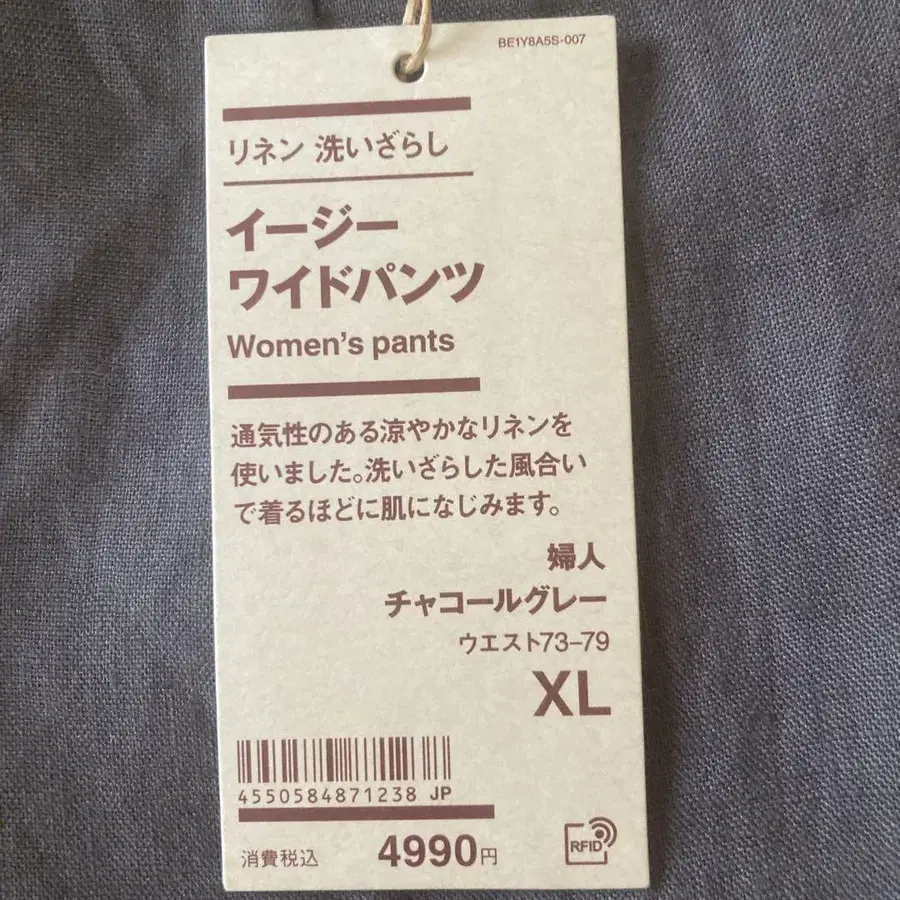 BE1Y8A5S-007
リネン 洗いざらし
イージー
ワイドパンツ
Women's pants
通気性のある涼やかなリネンを
使いました。洗いざらした風合い
で着るほどに肌になじみます。
婦人
チャコールグレー
ウエスト73-79
XL
4550584871238 JP
消費税込 4990円
RFID